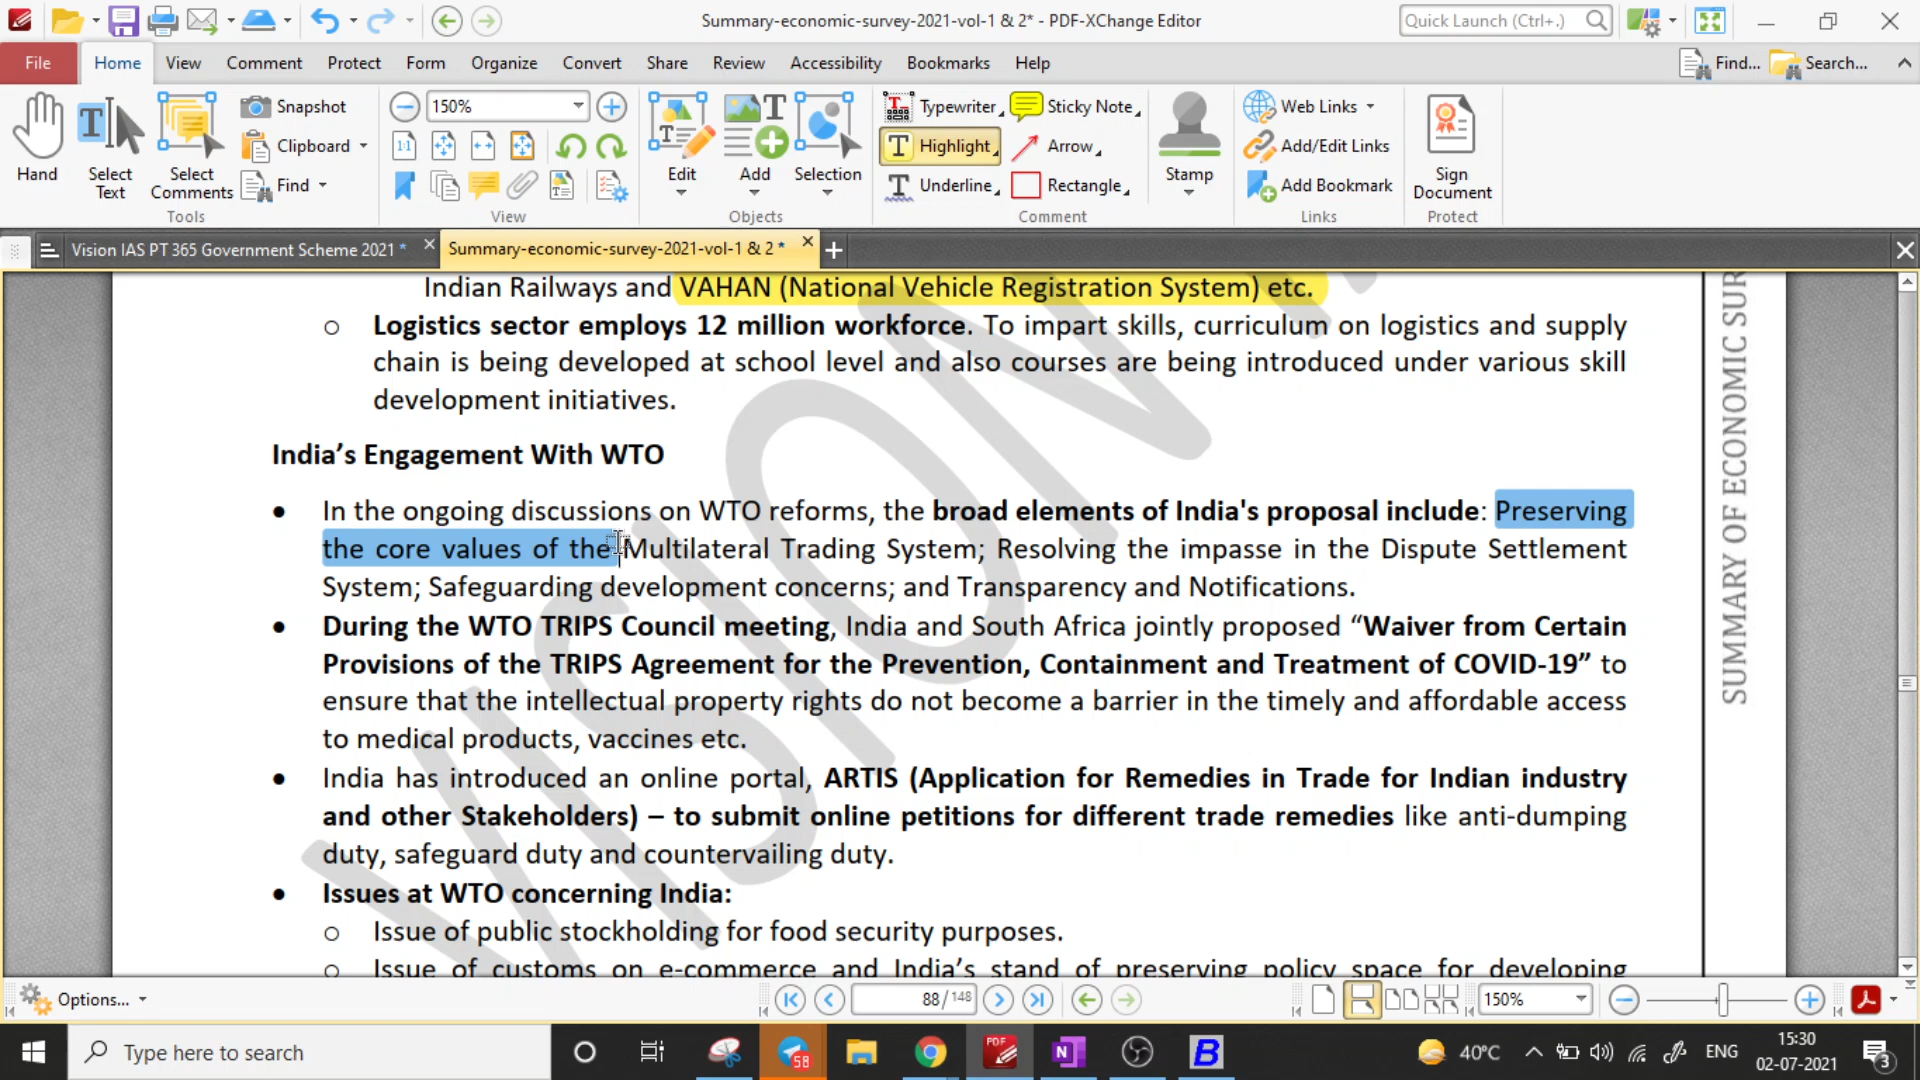 Summary-economic-survey-2021-vol-1 & 2* - PDF-XChange Editor
Quick Launch (Ctrl+.)
File Home View Comment Protect Form Organize Convert Share Review Accessibility Bookmarks Help Find... Search...
Hand
Select Text
Select Comments
Snapshot
Clipboard
Find
Tools
150%
1:1
View
Edit
Add
Selection
Objects
Typewriter
Highlight
Underline
Sticky Note
Arrow
Rectangle
Stamp
Comment
Web Links
Add/Edit Links
Add Bookmark
Links
Sign Document
Protect
Vision IAS PT 365 Government Scheme 2021 *
Summary-economic-survey-2021-vol-1 & 2 *
Indian Railways and VAHAN (National Vehicle Registration System) etc.
o Logistics sector employs 12 million workforce. To impart skills, curriculum on logistics and supply
chain is being developed at school level and also courses are being introduced under various skill
development initiatives.
India's Engagement With WTO
• In the ongoing discussions on WTO reforms, the broad elements of India's proposal include: Preserving
the core values of the Multilateral Trading System; Resolving the impasse in the Dispute Settlement
System; Safeguarding development concerns; and Transparency and Notifications.
• During the WTO TRIPS Council meeting, India and South Africa jointly proposed “Waiver from Certain
Provisions of the TRIPS Agreement for the Prevention, Containment and Treatment of COVID-19” to
ensure that the intellectual property rights do not become a barrier in the timely and affordable access
to medical products, vaccines etc.
• India has introduced an online portal, ARTIS (Application for Remedies in Trade for Indian industry
and other Stakeholders) – to submit online petitions for different trade remedies like anti-dumping
duty, safeguard duty and countervailing duty.
• Issues at WTO concerning India:
o Issue of public stockholding for food security purposes.
o Issue of customs on e-commerce and India's stand of preserving policy space for developing
SUMMARY OF ECONOMIC SUR
VISION
Options...
88 / 148
150%
Type here to search
58
PDF
N
B
40°C
ENG
15:30
02-07-2021
3